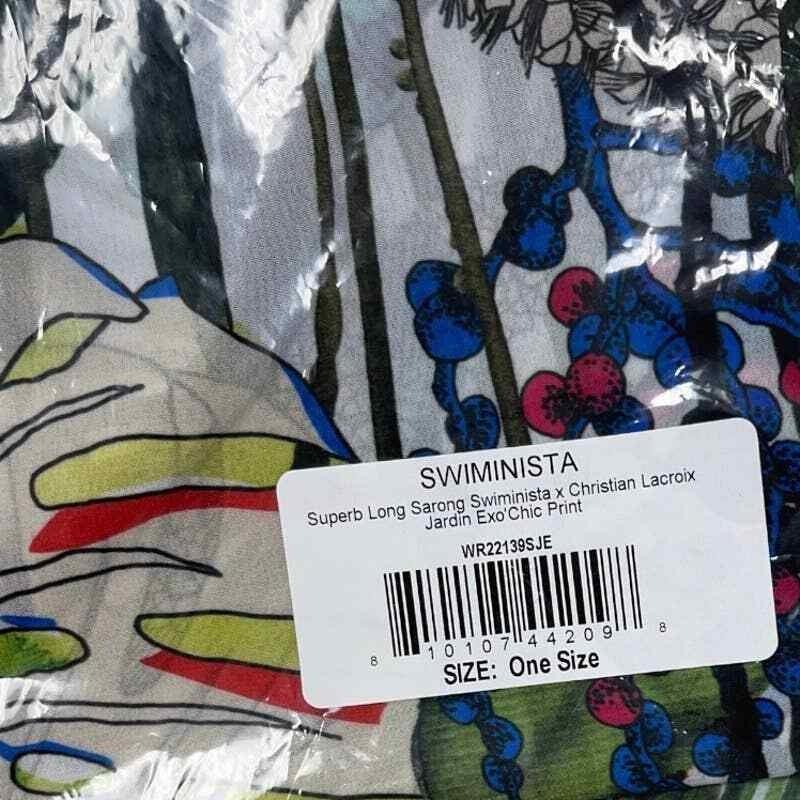 SWIMINISTA
Superb Long Sarong Swiminista x Christian Lacroix
Jardin Exo'Chic Print
WR22139SJE
8 10107 44209 8
SIZE: One Size